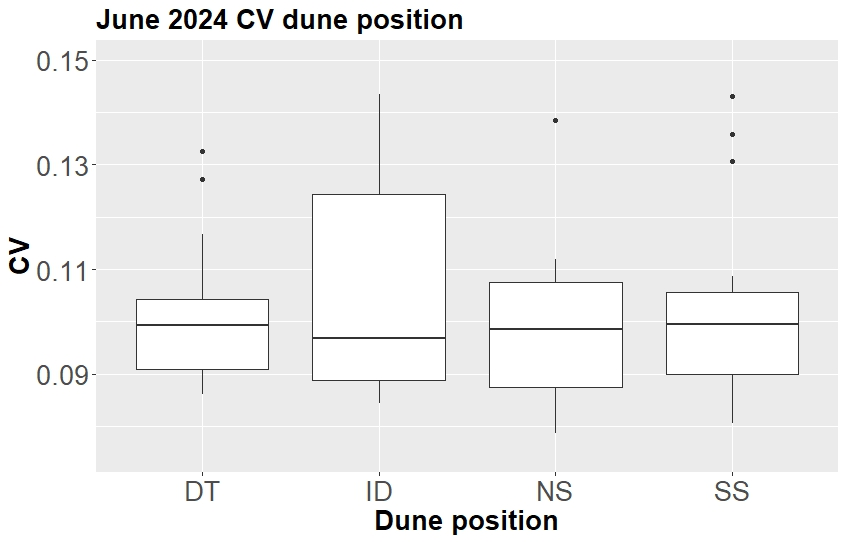 June 2024 CV dune position
0.15
0.13
0.11
0.09
CV
DT ID NS SS
Dune position